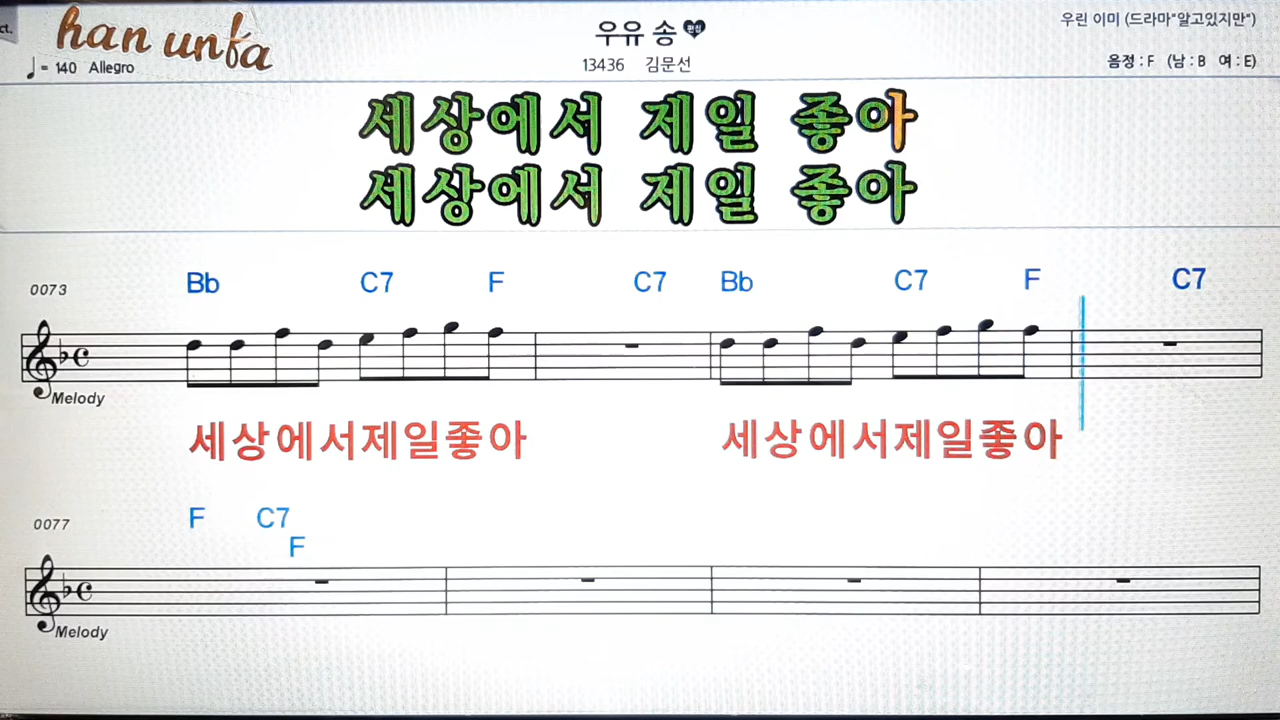 ct.
han unfa
우유 송 편집
우린 이미 (드라마"알고있지만")
♩ = 140 Allegro
13436 김문선
음정 : F (남 : B 여 : E)
세상에서 제일 좋아
세상에서 제일 좋아
0073
Bb C7 F C7 Bb C7 F C7
Melody
세상에서제일좋아 세상에서제일좋아
0077
F C7
F
Melody